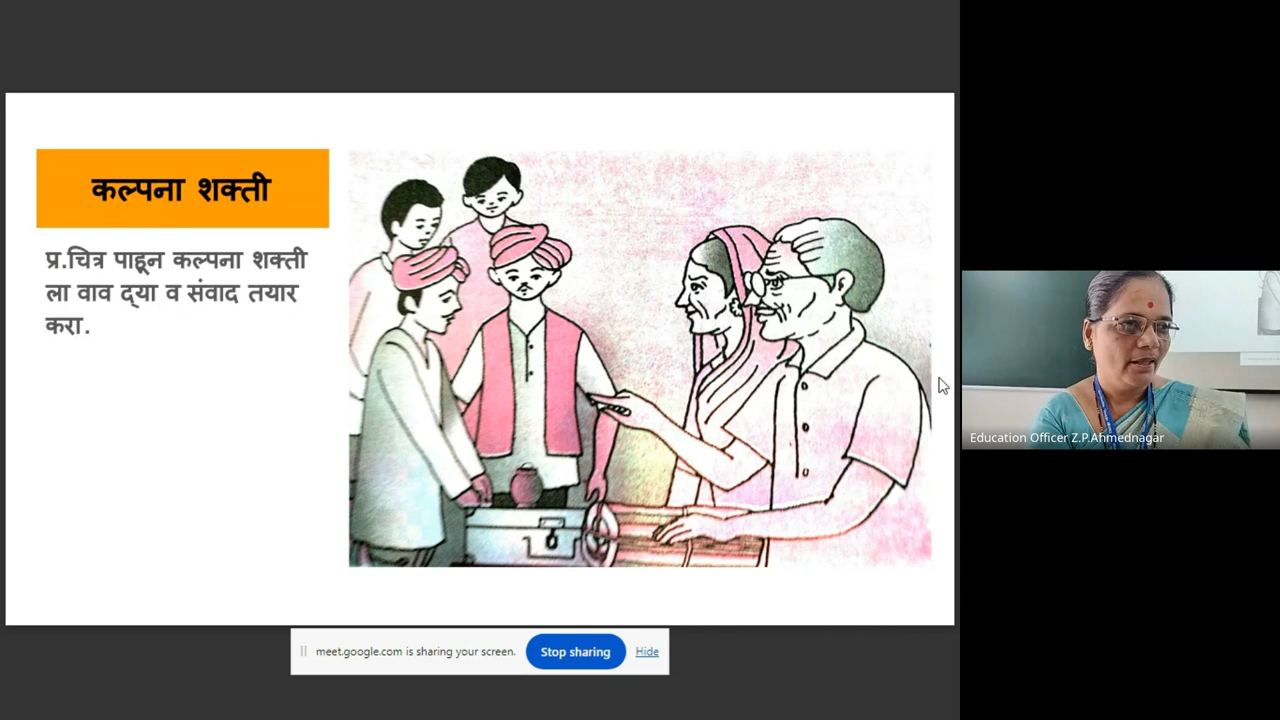 कल्पना शक्ती
प्र.चित्र पाहून कल्पना शक्ती
ला वाव द्‌या व संवाद तयार
करा.
Education Officer Z.P.Ahmednagar
meet.google.com is sharing your screen.
Stop sharing
Hide